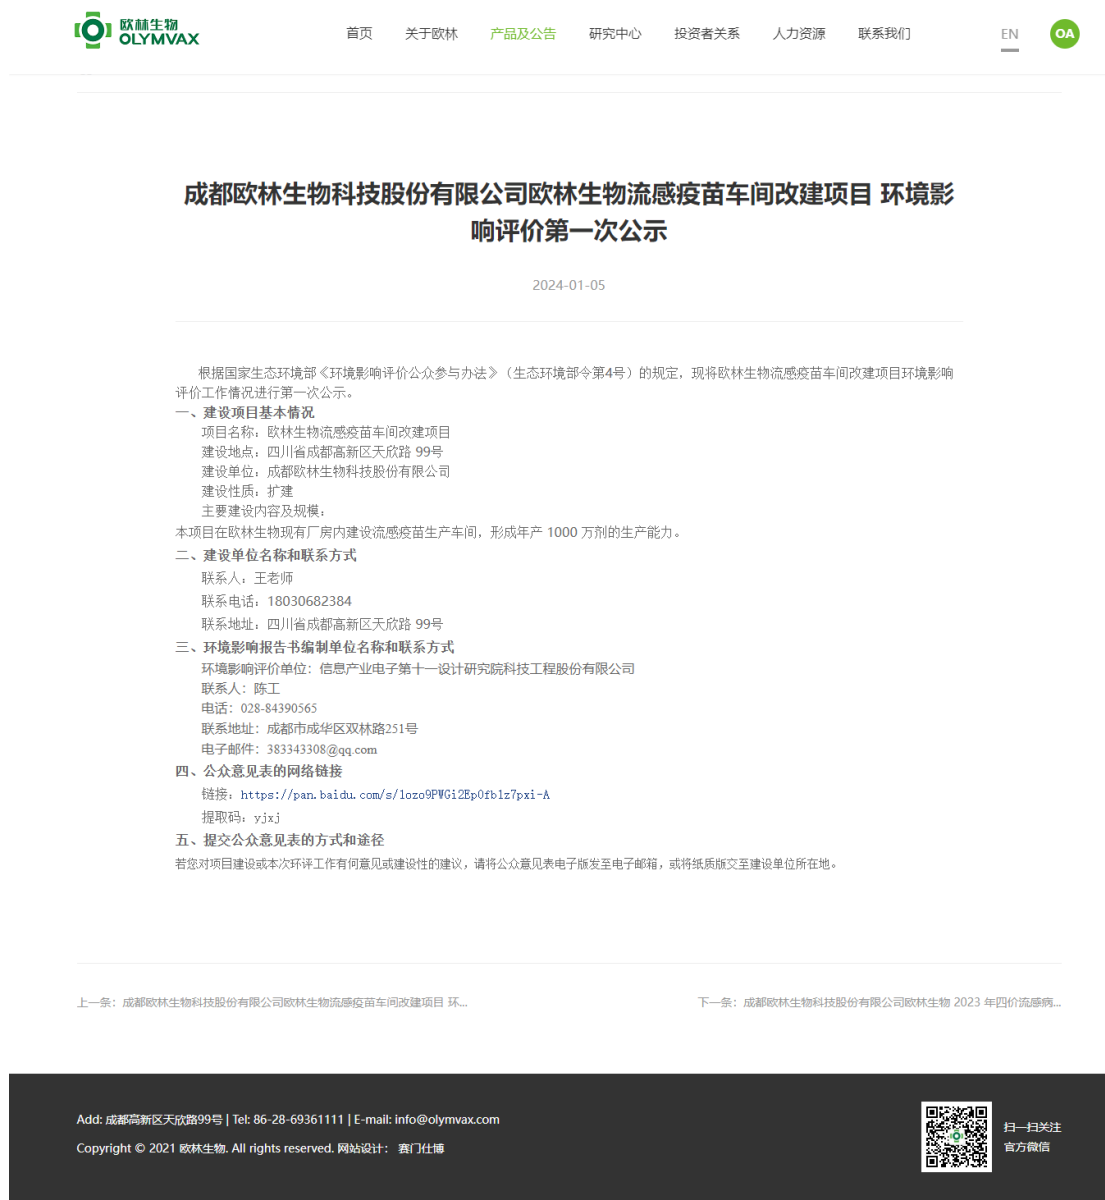 欧林生物
OLYMVAX
首页 关于欧林 产品及公告 研究中心 投资者关系 人力资源 联系我们 EN OA
成都欧林生物科技股份有限公司欧林生物流感疫苗车间改建项目 环境影
响评价第一次公示
2024-01-05
根据国家生态环境部《环境影响评价公众参与办法》（生态环境部令第4号）的规定，现将欧林生物流感疫苗车间改建项目环境影响
评价工作情况进行第一次公示。
一、建设项目基本情况
项目名称：欧林生物流感疫苗车间改建项目
建设地点：四川省成都高新区天欣路 99号
建设单位：成都欧林生物科技股份有限公司
建设性质：扩建
主要建设内容及规模：
本项目在欧林生物现有厂房内建设流感疫苗生产车间，形成年产 1000 万剂的生产能力。
二、建设单位名称和联系方式
联系人：王老师
联系电话：18030682384
联系地址：四川省成都高新区天欣路 99号
三、环境影响报告书编制单位名称和联系方式
环境影响评价单位：信息产业电子第十一设计研究院科技工程股份有限公司
联系人：陈工
电话：028-84390565
联系地址：成都市成华区双林路251号
电子邮件：383343308@qq.com
四、公众意见表的网络链接
链接：https://pan.baidu.com/s/1ozo9PWGi2EpOfblz7pxi-A
提取码：yjxj
五、提交公众意见表的方式和途径
若您对项目建设或本次环评工作有何意见或建设性的建议，请将公众意见表电子版发至电子邮箱，或将纸质版交至建设单位所在地。
上一条：成都欧林生物科技股份有限公司欧林生物流感疫苗车间改建项目 环...
下一条：成都欧林生物科技股份有限公司欧林生物 2023 年四价流感病...
Add: 成都高新区天欣路99号 | Tel: 86-28-69361111 | E-mail: info@olymvax.com
Copyright © 2021 欧林生物. All rights reserved. 网站设计： 赛门仕博
扫一扫关注
官方微信